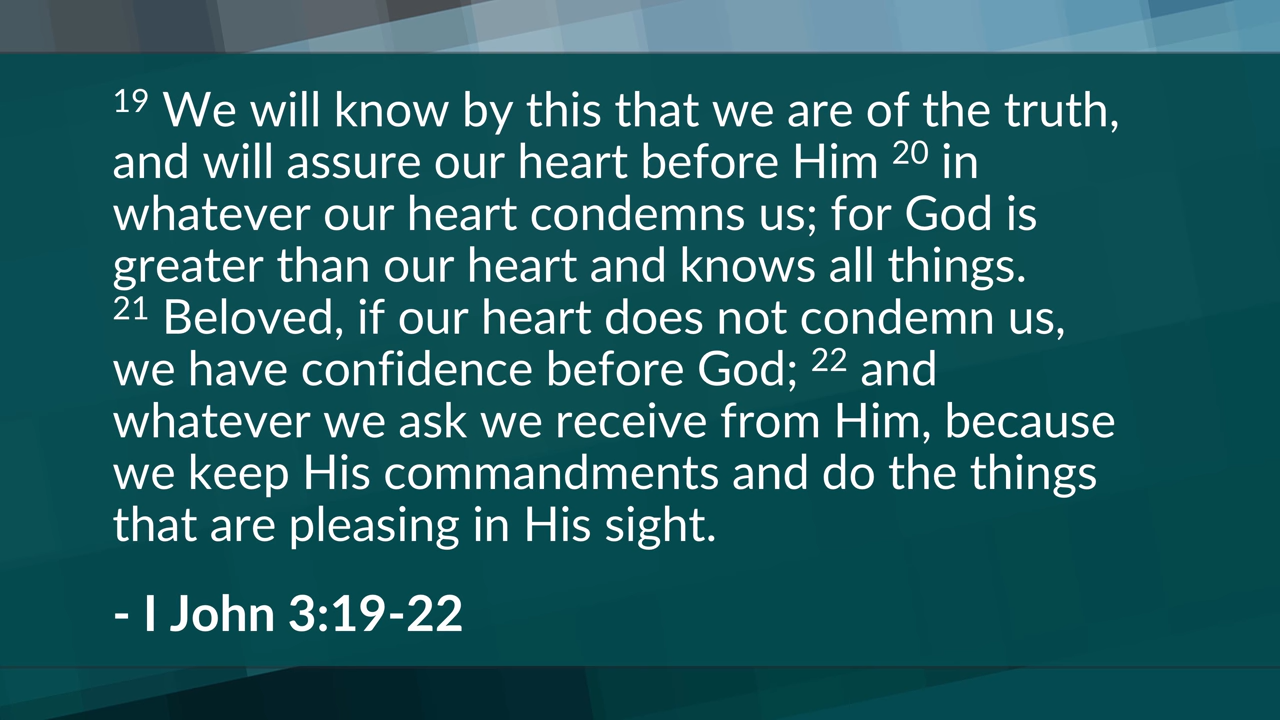 19 We will know by this that we are of the truth,
and will assure our heart before Him 20 in
whatever our heart condemns us; for God is
greater than our heart and knows all things.
21 Beloved, if our heart does not condemn us,
we have confidence before God; 22 and
whatever we ask we receive from Him, because
we keep His commandments and do the things
that are pleasing in His sight.
- I John 3:19-22